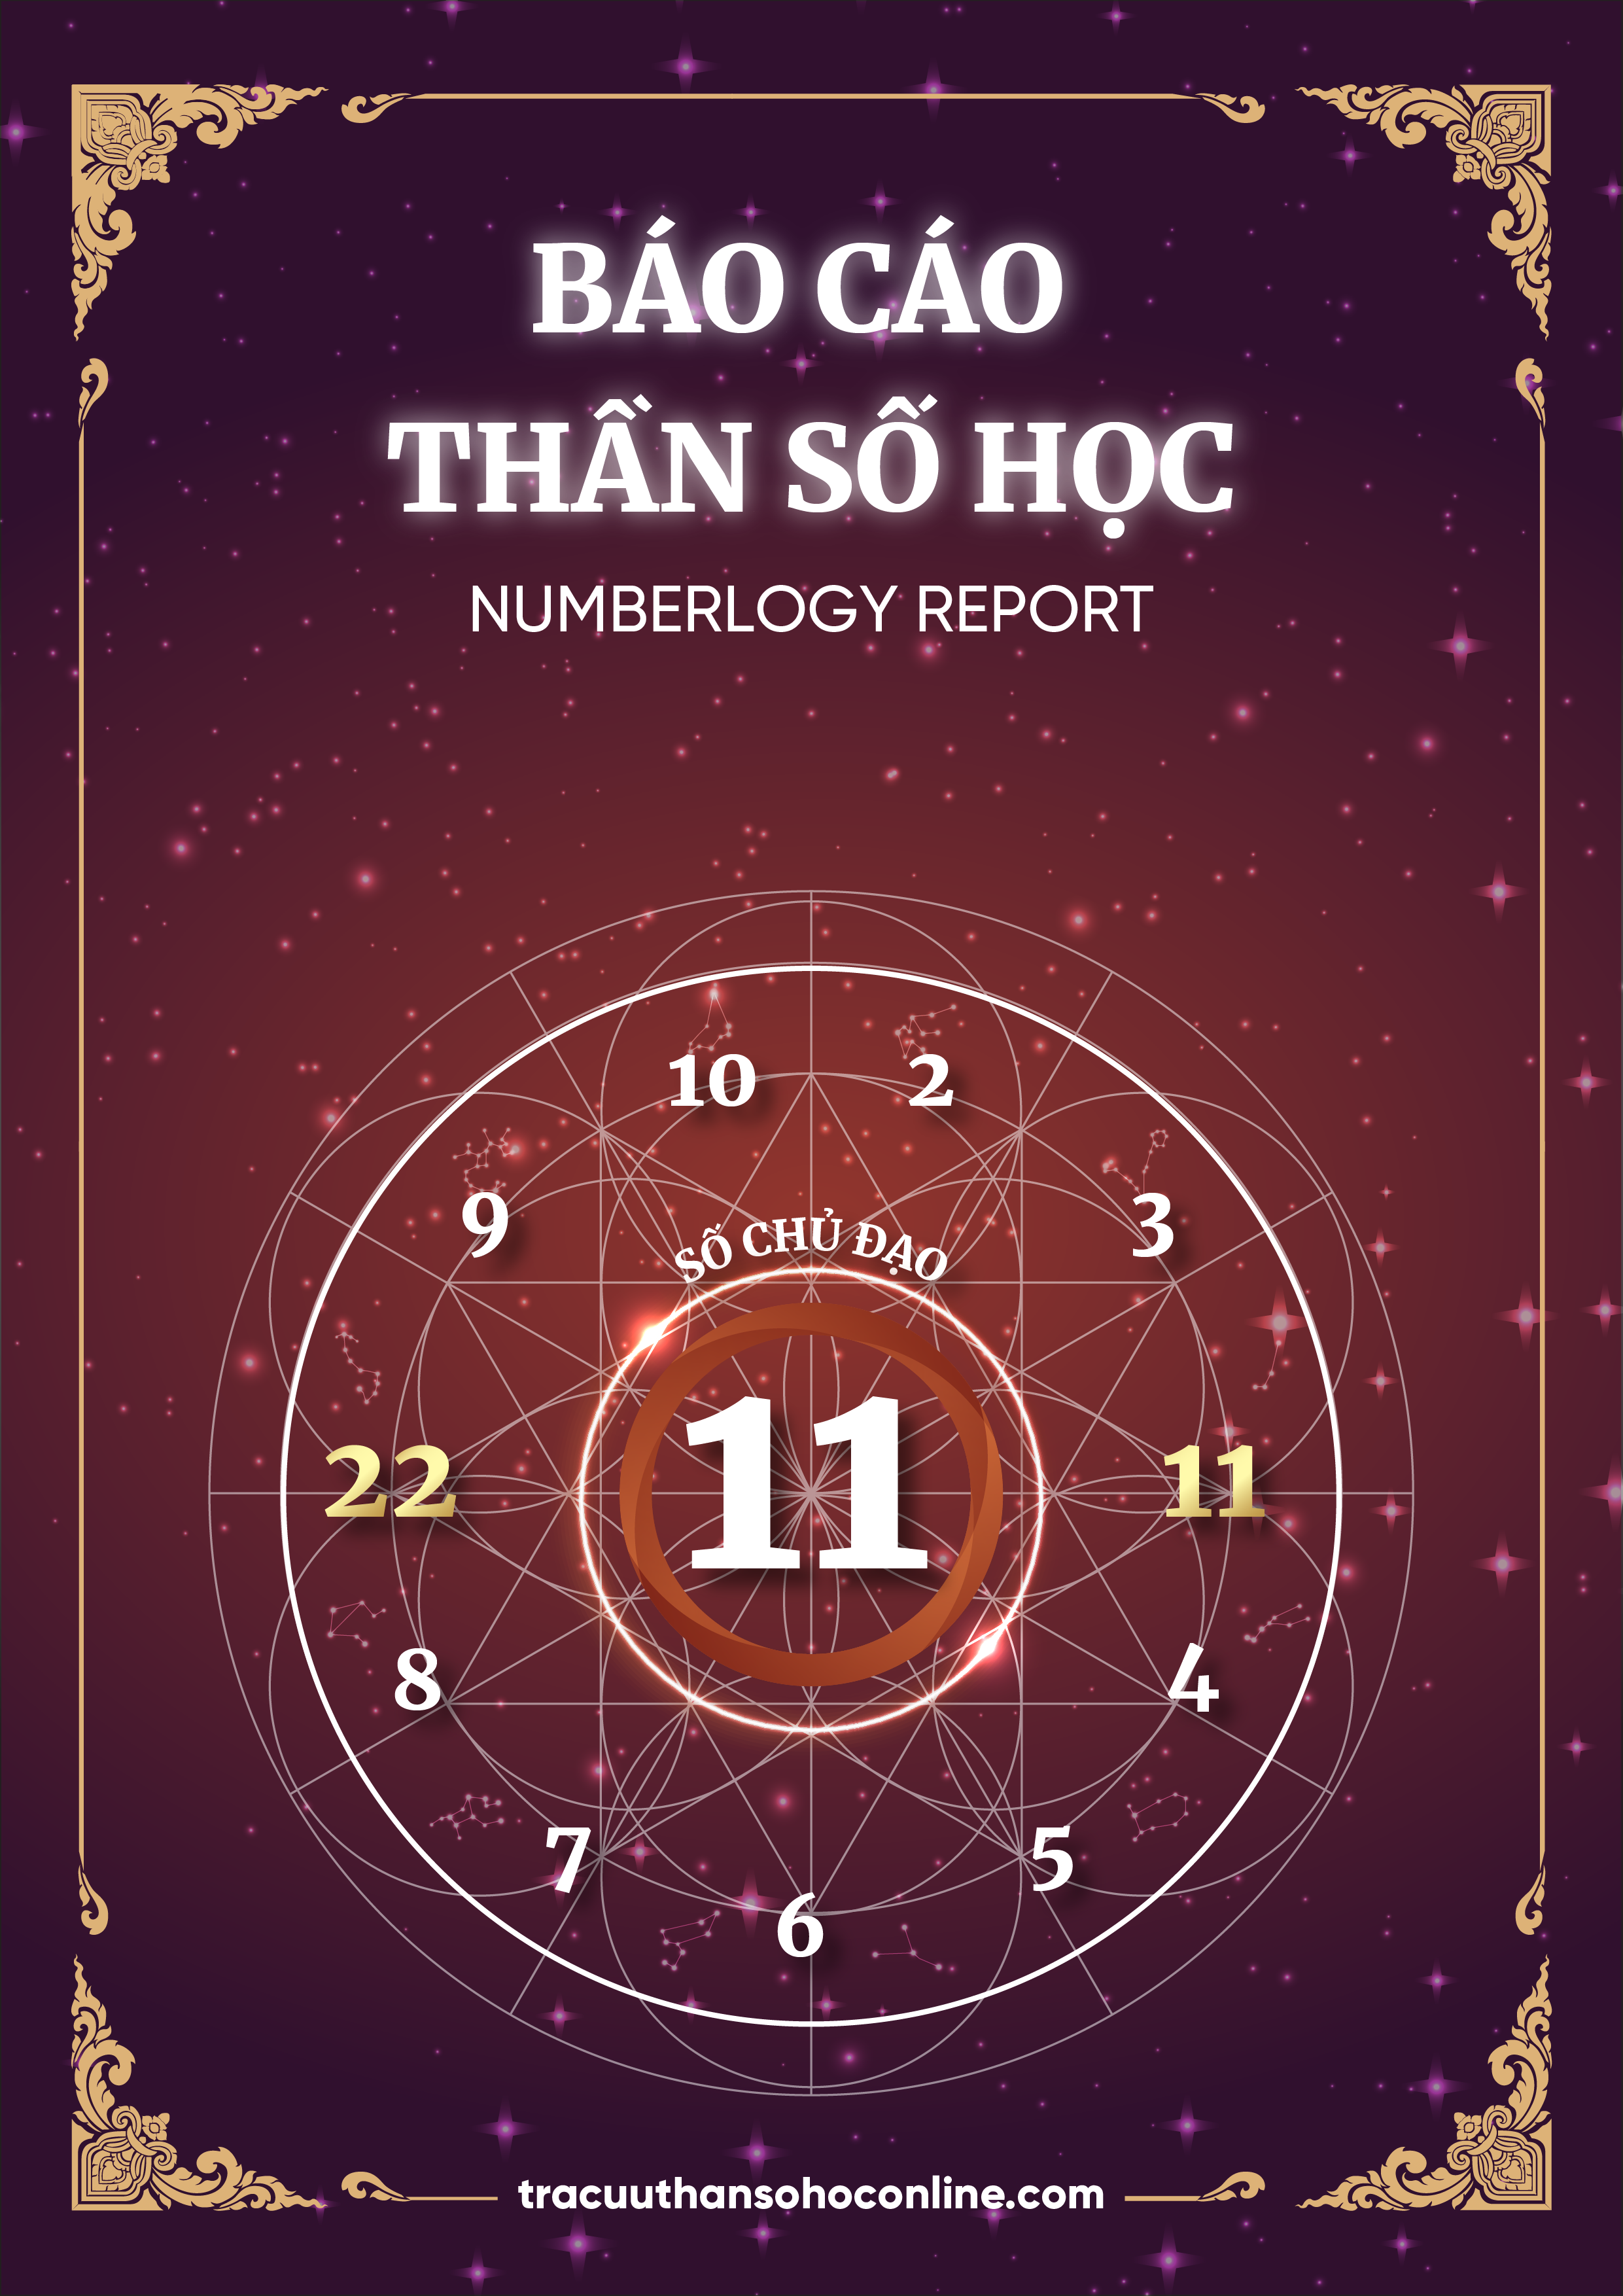 BÁO CÁO
THẦN SỐ HỌC
NUMBERLOGY REPORT
10
2
9
3
SỐ CHỦ ĐẠO
22
11
11
8
4
7
5
6
tracuuthansohoconline.com